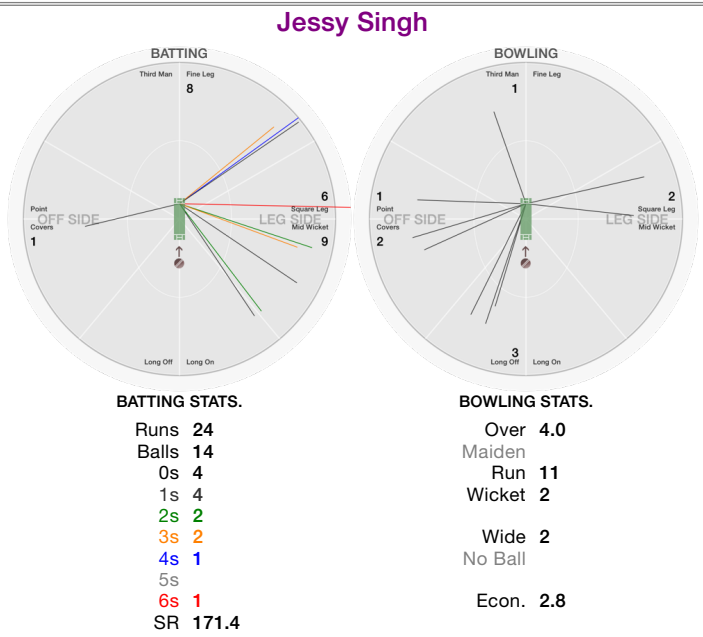 Jessy Singh
BATTING
Third Man Fine Leg
8
6
Point Square Leg
OFF SIDE LEG SIDE
Covers Mid Wicket
1 9
Long Off Long On
BOWLING
Third Man Fine Leg
1
1 2
Point Square Leg
OFF SIDE LEG SIDE
Covers Mid Wicket
2
3
Long Off Long On
BATTING STATS.
Runs 24
Balls 14
0s 4
1s 4
2s 2
3s 2
4s 1
5s
6s 1
SR 171.4
BOWLING STATS.
Over 4.0
Maiden
Run 11
Wicket 2
Wide 2
No Ball
Econ. 2.8